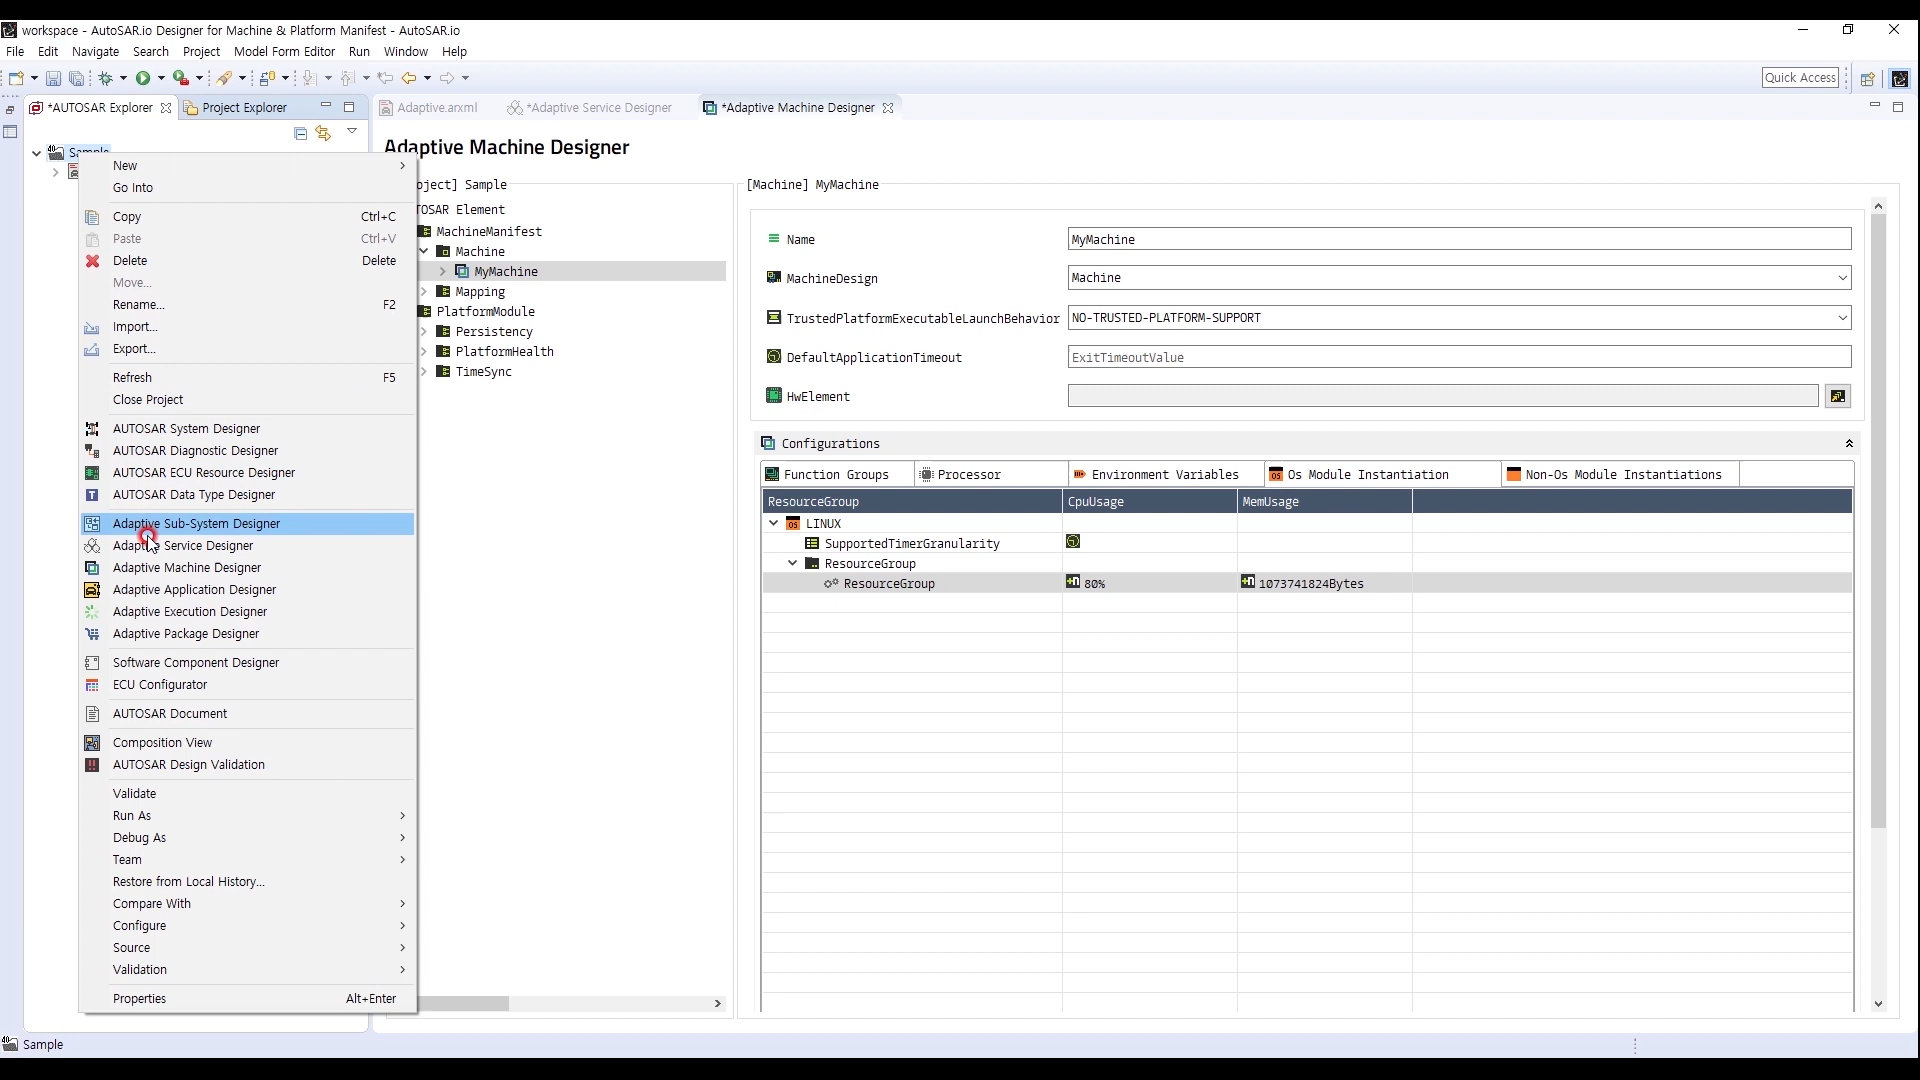 workspace - AutoSAR.io Designer for Machine & Platform Manifest - AutoSAR.io
File Edit Navigate Search Project Model Form Editor Run Window Help
Quick Access
*AUTOSAR Explorer Project Explorer Adaptive.arxml *Adaptive Service Designer *Adaptive Machine Designer
Adaptive Machine Designer
Sample
New
Go Into
Copy Ctrl+C
Paste Ctrl+V
Delete Delete
Move...
Rename... F2
Import...
Export...
Refresh F5
Close Project
AUTOSAR System Designer
AUTOSAR Diagnostic Designer
AUTOSAR ECU Resource Designer
AUTOSAR Data Type Designer
Adaptive Sub-System Designer
Adaptive Service Designer
Adaptive Machine Designer
Adaptive Application Designer
Adaptive Execution Designer
Adaptive Package Designer
Software Component Designer
ECU Configurator
AUTOSAR Document
Composition View
AUTOSAR Design Validation
Validate
Run As
Debug As
Team
Restore from Local History...
Compare With
Configure
Source
Validation
Properties Alt+Enter
oject] Sample
TOSAR Element
MachineManifest
Machine
MyMachine
Mapping
PlatformModule
Persistency
PlatformHealth
TimeSync
[Machine] MyMachine
Name MyMachine
MachineDesign Machine
TrustedPlatformExecutableLaunchBehavior NO-TRUSTED-PLATFORM-SUPPORT
DefaultApplicationTimeout ExitTimeoutValue
HwElement
Configurations
Function Groups Processor Environment Variables Os Module Instantiation Non-Os Module Instantiations
ResourceGroup CpuUsage MemUsage
LINUX
SupportedTimerGranularity
ResourceGroup
ResourceGroup 80% 1073741824Bytes
Sample